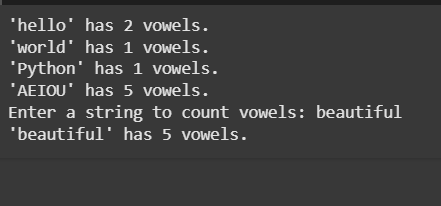 'hello' has 2 vowels.
'world' has 1 vowels.
'Python' has 1 vowels.
'AEIOU' has 5 vowels.
Enter a string to count vowels: beautiful
'beautiful' has 5 vowels.